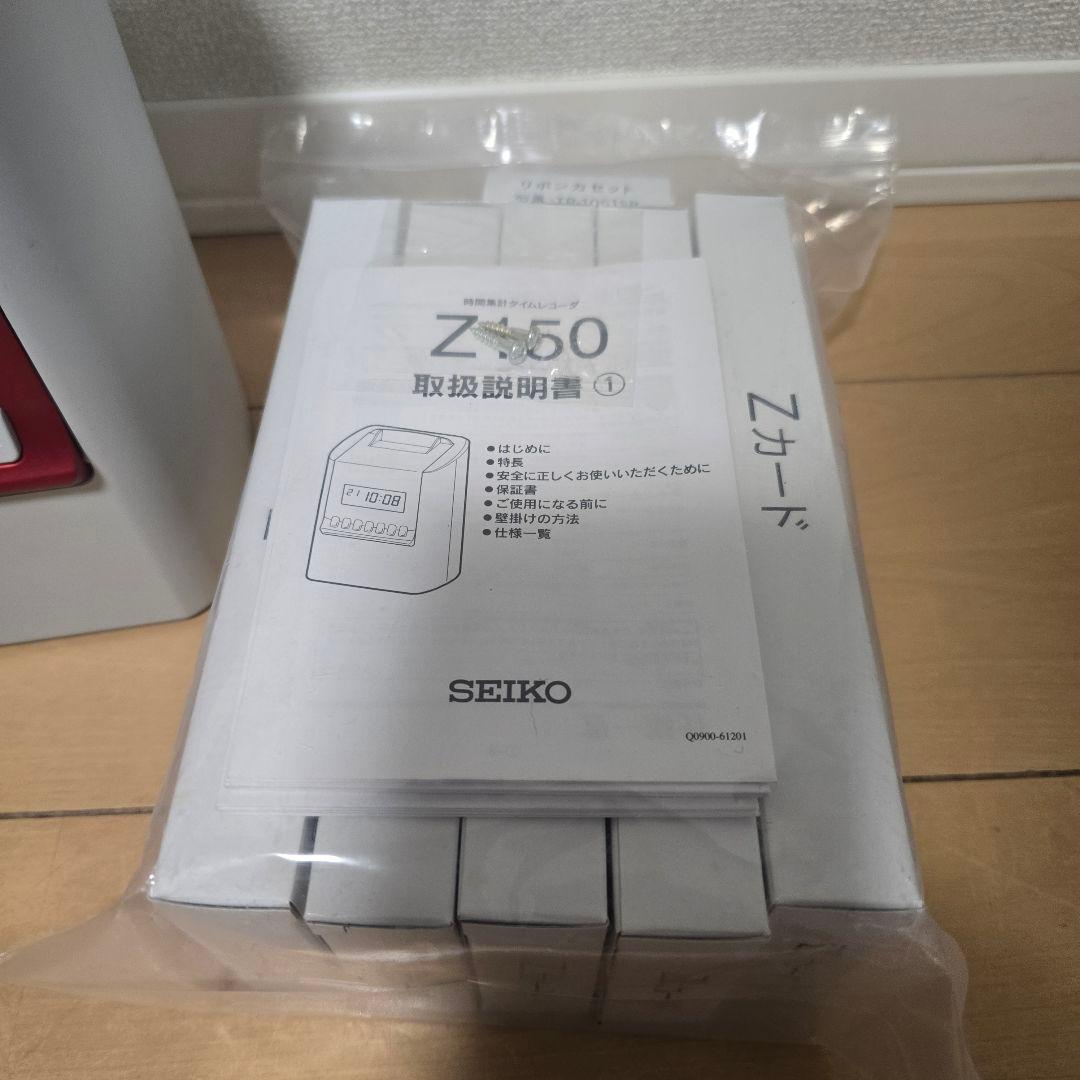 リボンカセット
時間集計タイムレコーダ
Z150
取扱説明書①
●はじめに
●特長
●安全に正しくお使いいただくために
●保証書
●ご使用になる前に
●壁掛けの方法
●仕様一覧
21 10:08
SEIKO
Q0900-61201
Zカード